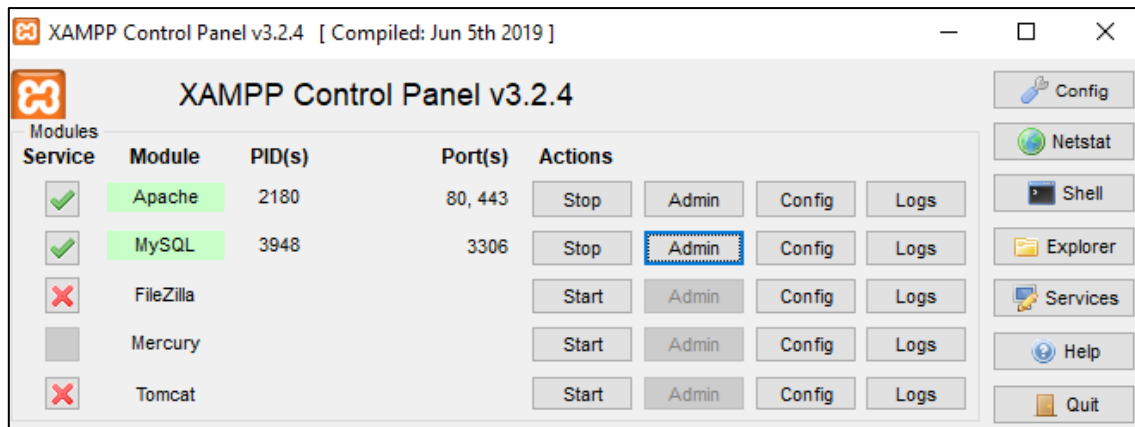 XAMPP Control Panel v3.2.4 [ Compiled: Jun 5th 2019 ]
XAMPP Control Panel v3.2.4
Config
Modules
Netstat
Service Module PID(s) Port(s) Actions
Apache 2180 80, 443 Stop Admin Config Logs
Shell
MySQL 3948 3306 Stop Admin Config Logs
Explorer
FileZilla Start Admin Config Logs
Services
Mercury Start Admin Config Logs
Help
Tomcat Start Admin Config Logs
Quit